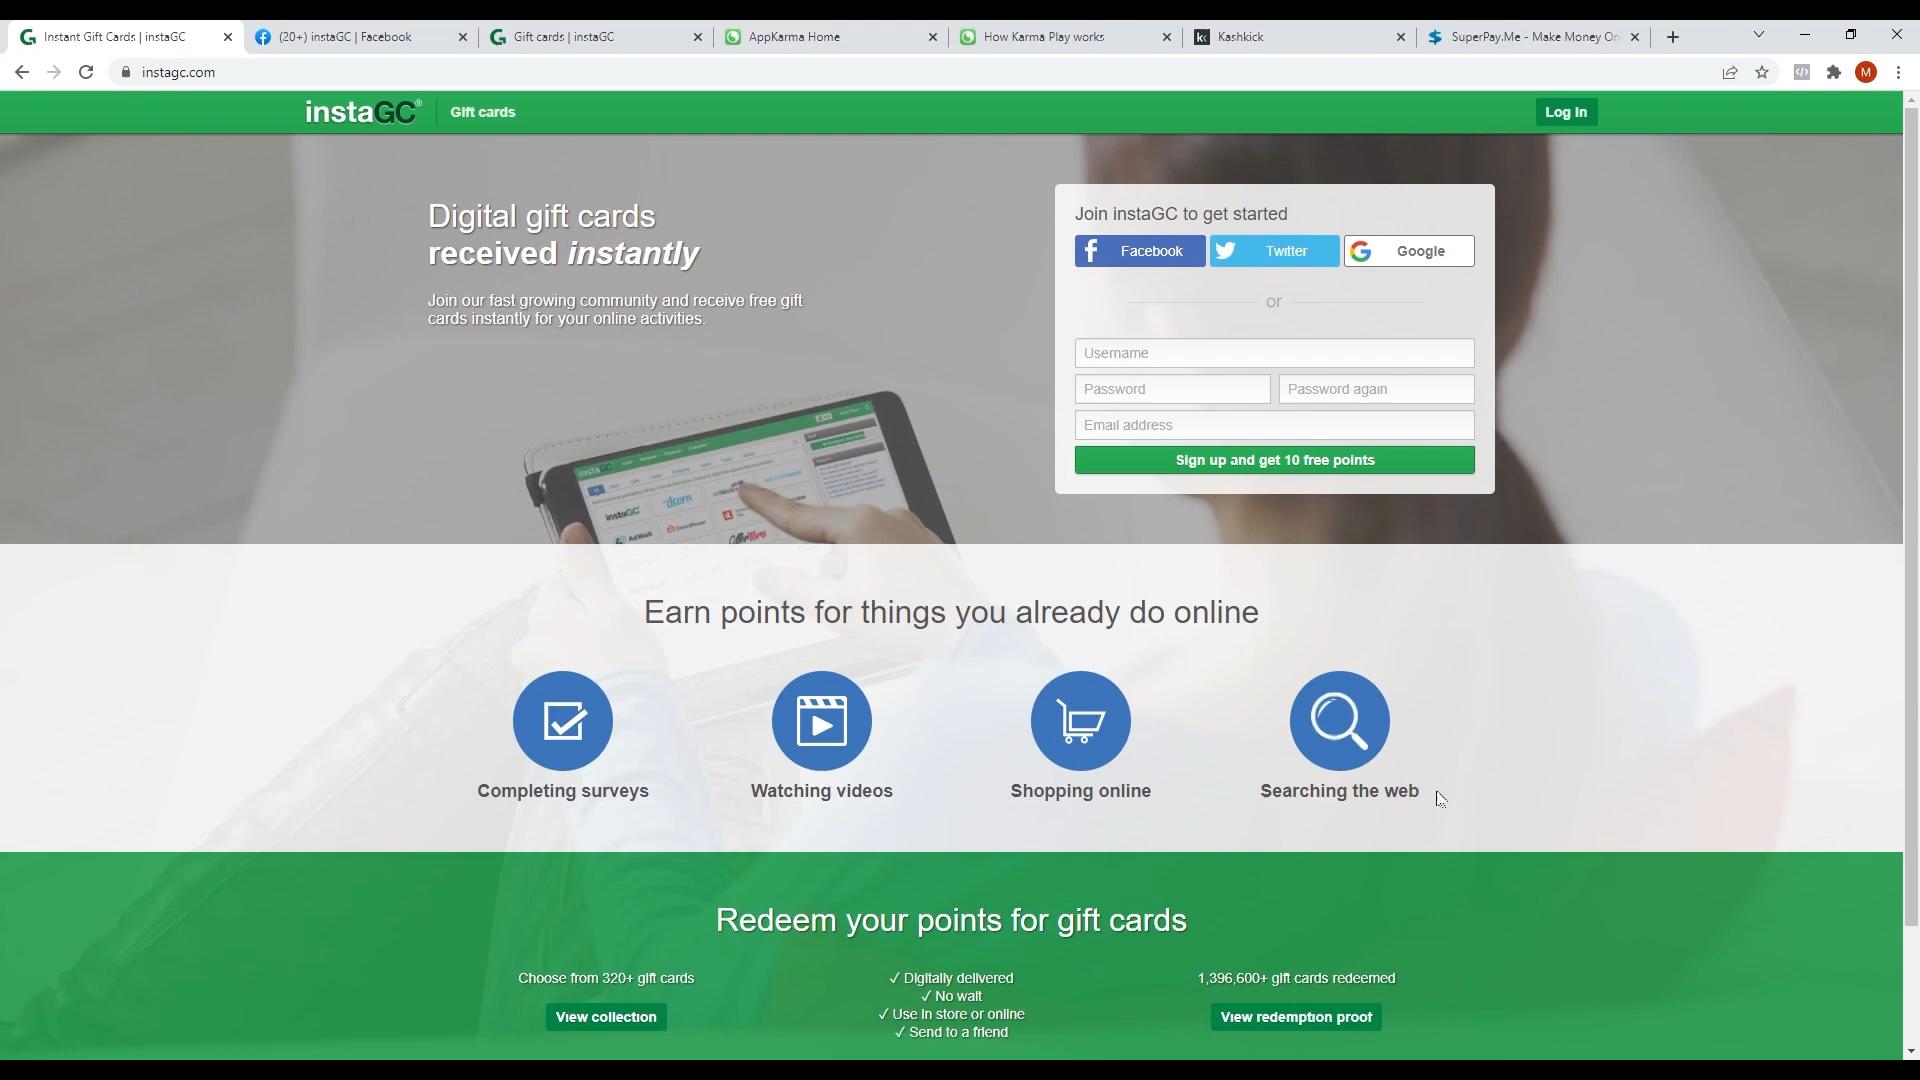 Instant Gift Cards | instaGC
(20+) instaGC | Facebook
Gift cards | instaGC
AppKarma Home
How Karma Play works
Kashkick
SuperPay.Me - Make Money On
instagc.com
M
instaGC®
Gift cards
Log in
Digital gift cards
received instantly
Join our fast growing community and receive free gift
cards instantly for your online activities.
Join instaGC to get started
Facebook
Twitter
Google
or
Username
Password
Password again
Email address
Sign up and get 10 free points
Earn points for things you already do online
Completing surveys
Watching videos
Shopping online
Searching the web
Redeem your points for gift cards
Choose from 320+ gift cards
View collection
✓ Digitally delivered
✓ No wait
✓ Use in store or online
✓ Send to a friend
1,396,600+ gift cards redeemed
View redemption proof